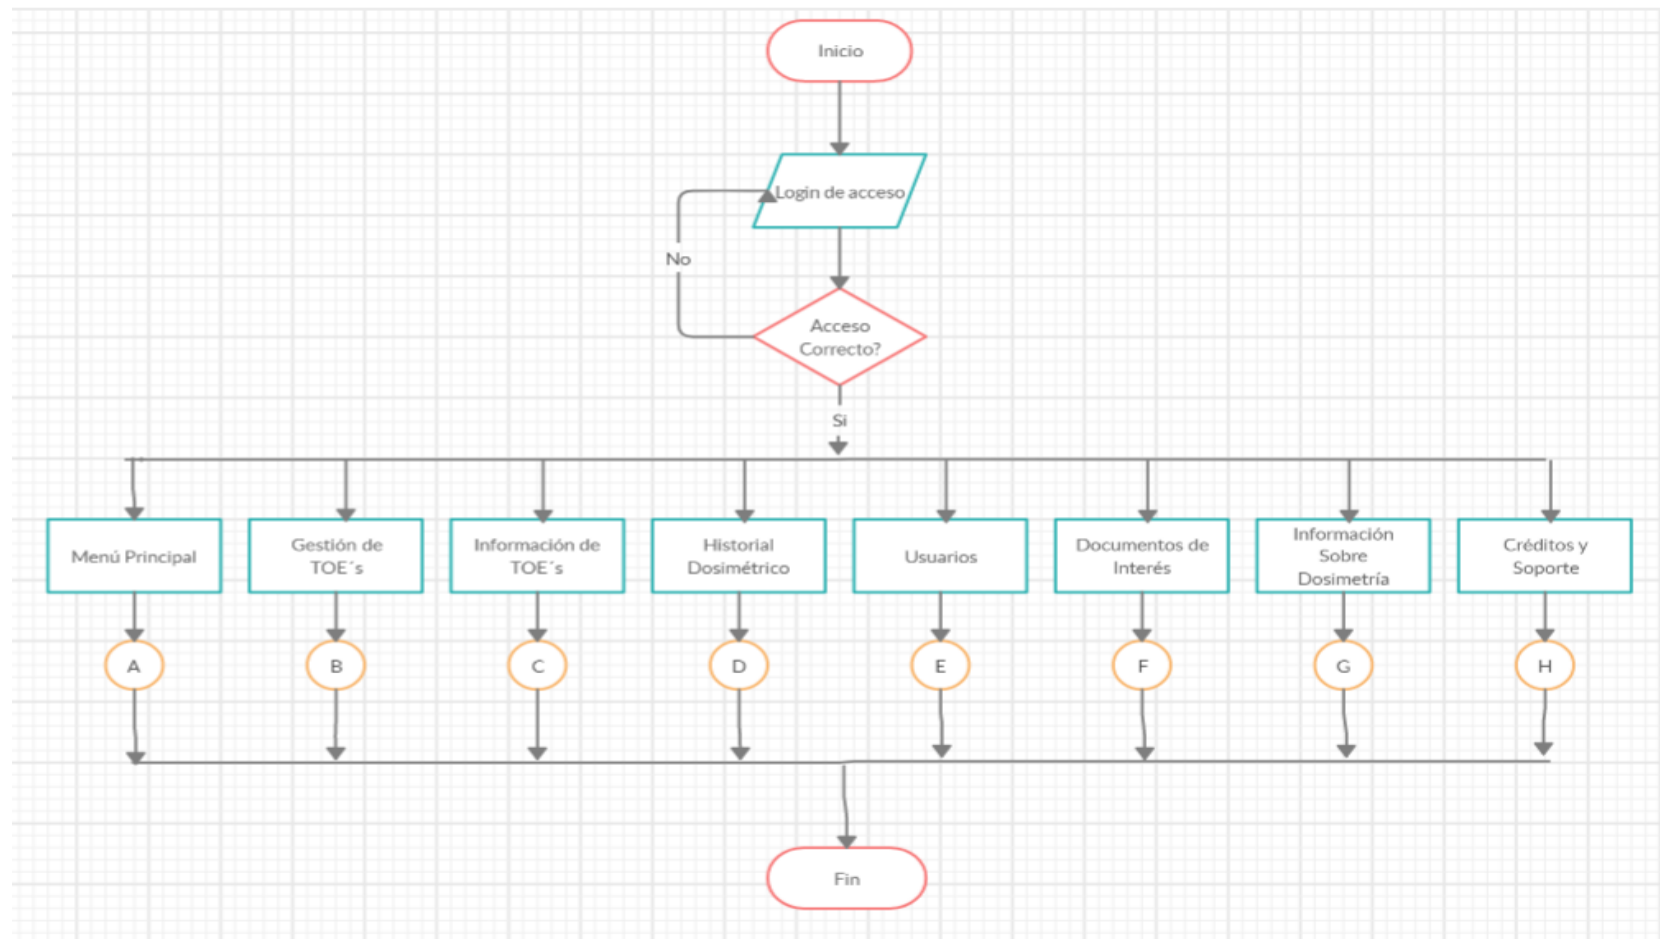 Inicio
Login de acceso
No
Acceso
Correcto?
Si
Menú Principal
Gestión de
TOE´s
Información de
TOE´s
Historial
Dosimétrico
Usuarios
Documentos de
Interés
Información
Sobre
Dosimetría
Créditos y
Soporte
A
B
C
D
E
F
G
H
Fin